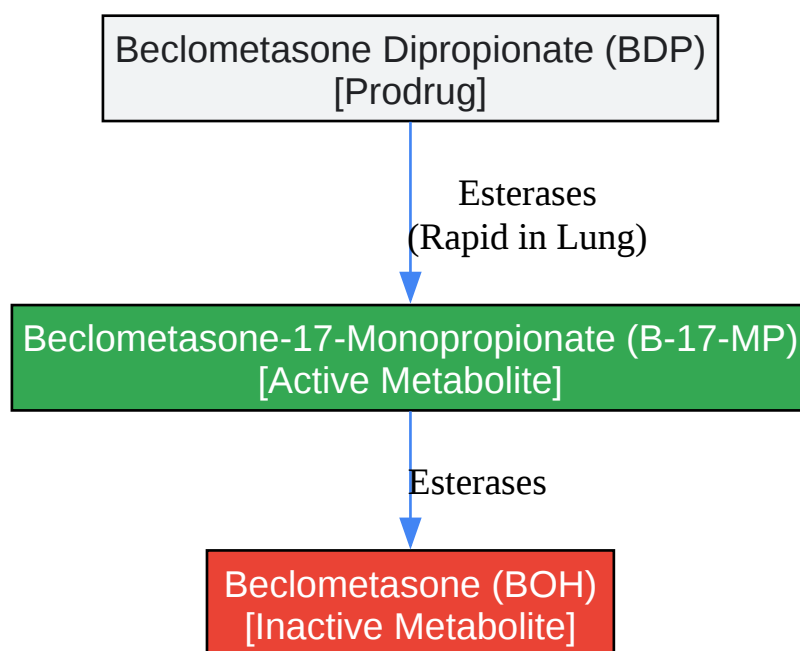 Beclometasone Dipropionate (BDP)
[Prodrug]
Esterases
(Rapid in Lung)
Beclometasone-17-Monopropionate (B-17-MP)
[Active Metabolite]
Esterases
Beclometasone (BOH)
[Inactive Metabolite]